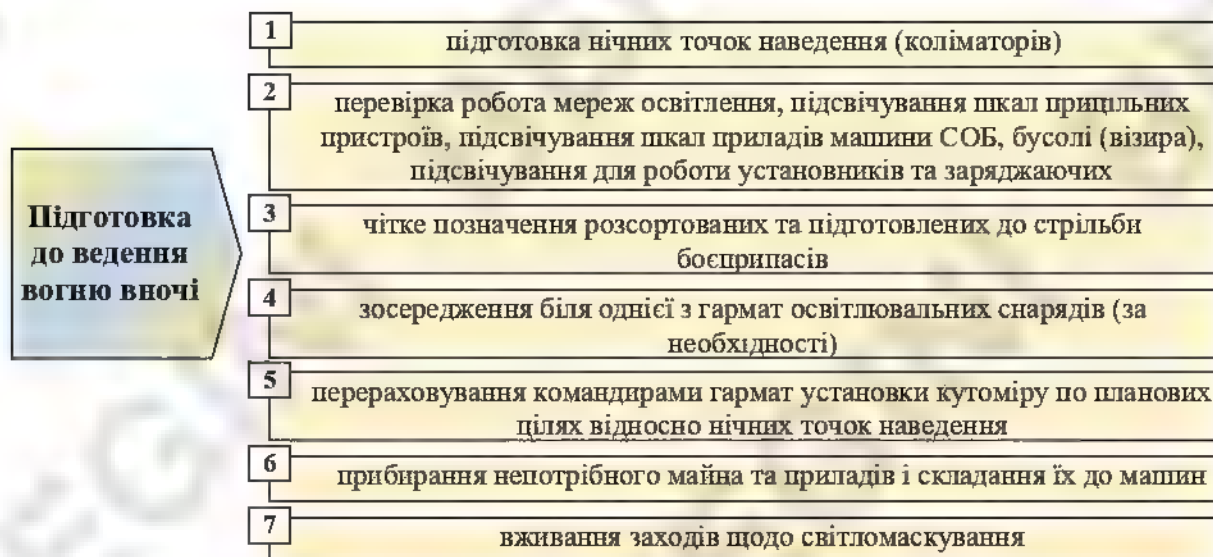 1
підготовка нічних точок наведення (коліматорів)
2
перевірка робота мереж освітлення, підсвічування шкал прицільних
пристроїв, підсвічування шкал приладів машини СОБ, бусолі (візира),
підсвічування для роботи установників та заряджаючих
Підготовка
до ведення
вогню вночі
3
чітке позначення розсортованих та підготовлених до стрільби
боєприпасів
4
зосередження біля однієї з гармат освітлювальних снарядів (за
необхідності)
5
перераховування командирами гармат установки кутоміру по планових
цілях відносно нічних точок наведення
6
прибирання непотрібного майна та приладів і складання їх до машин
7
вживання заходів щодо світломаскування